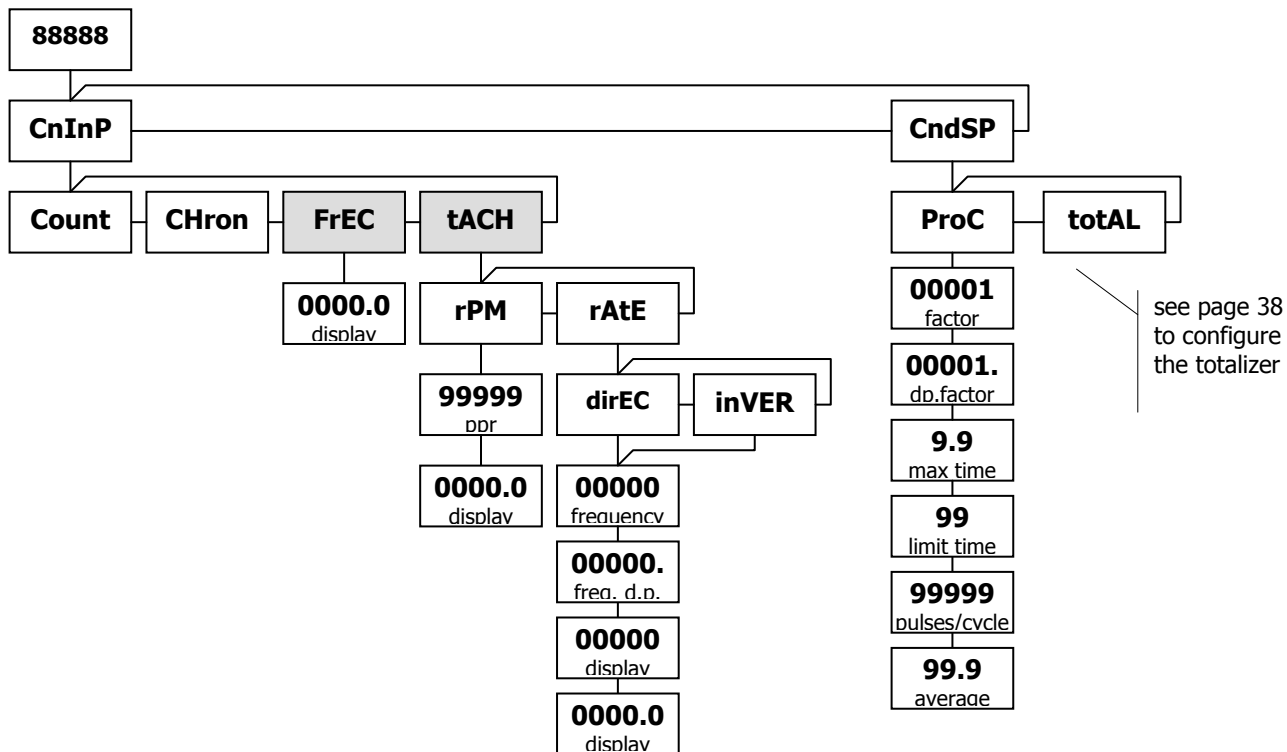 88888
CnInP
CndSP
Count
CHron
FrEC
tACH
ProC
totAL
0000.0
display
rPM
rAtE
00001
factor
see page 38
to configure
the totalizer
99999
ppr
dirEC
inVER
00001.
dp.factor
0000.0
display
00000
frequency
9.9
max time
00000.
freq. d.p.
99
limit time
00000
display
99999
pulses/cycle
0000.0
display
99.9
average